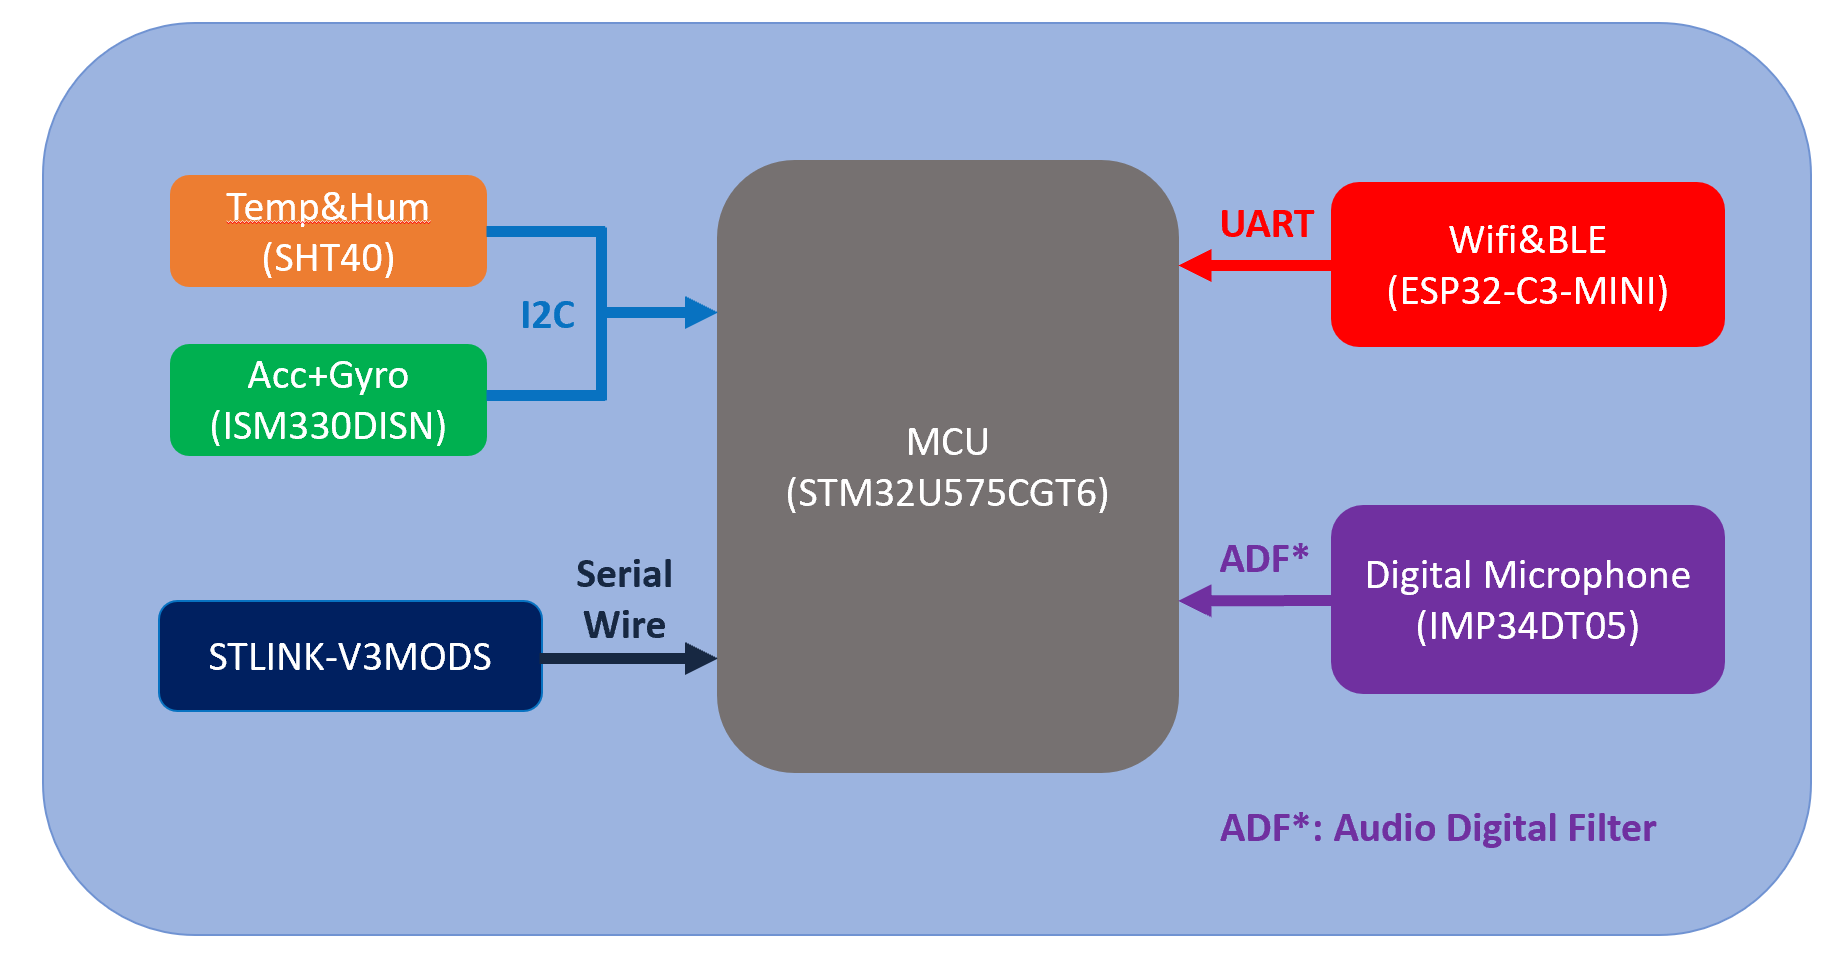 Temp&Hum
(SHT40)
I2C
Acc+Gyro
(ISM330DISN)
Serial
Wire
STLINK-V3MODS
MCU
(STM32U575CGT6)
UART
Wifi&BLE
(ESP32-C3-MINI)
ADF*
Digital Microphone
(IMP34DT05)
ADF*: Audio Digital Filter